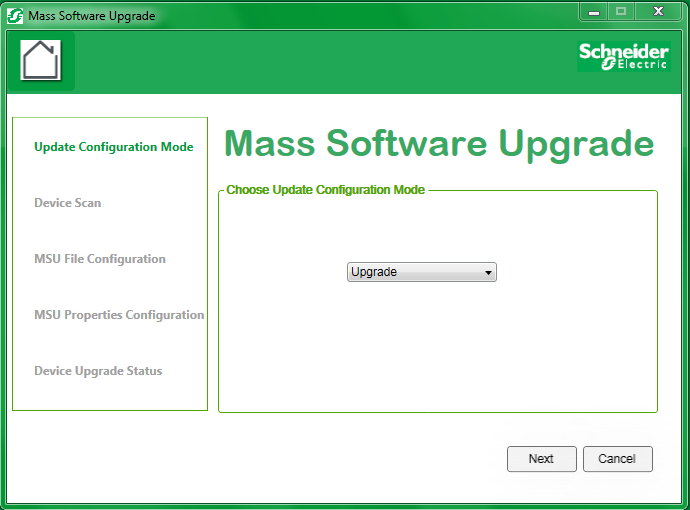 Mass Software Upgrade
Schneider
Electric
Update Configuration Mode
Device Scan
MSU File Configuration
MSU Properties Configuration
Device Upgrade Status
Mass Software Upgrade
Choose Update Configuration Mode
Upgrade
Next
Cancel